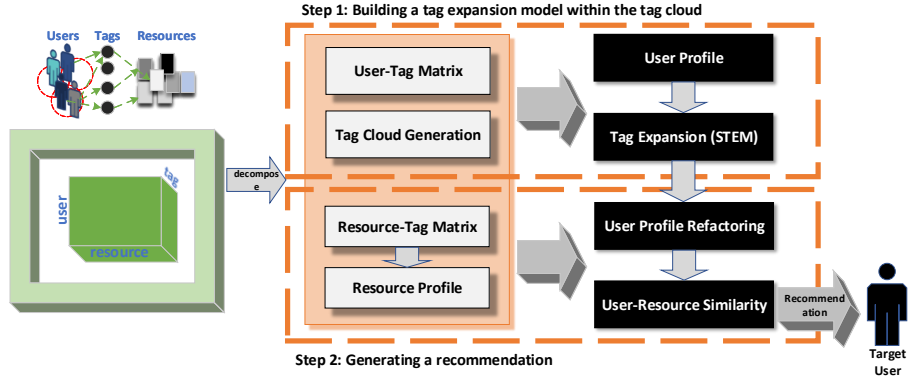 Step 1: Building a tag expansion model within the tag cloud
Users Tags Resources
User-Tag Matrix
Tag Cloud Generation
User Profile
Tag Expansion (STEM)
tag
user
resource
decompos
e
Resource-Tag Matrix
Resource Profile
User Profile Refactoring
User-Resource Similarity
Recommend
ation
Target
User
Step 2: Generating a recommendation